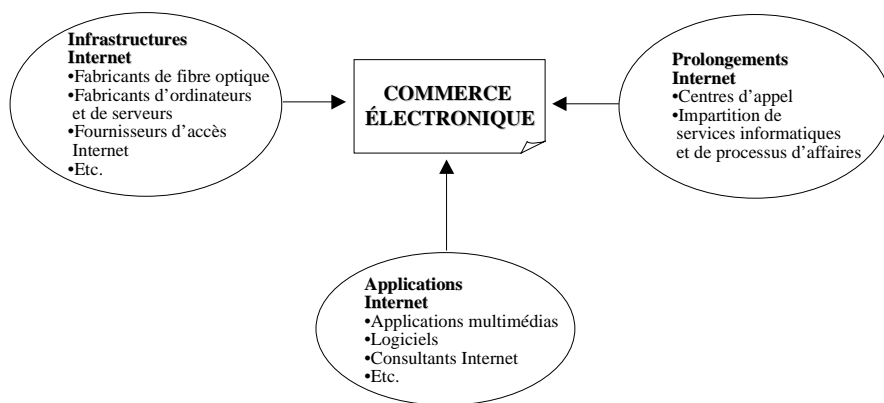 Infrastructures
Internet
•Fabricants de fibre optique
•Fabricants d'ordinateurs
et de serveurs
•Fournisseurs d'accès
Internet
•Etc.
COMMERCE
ÉLECTRONIQUE
Prolongements
Internet
•Centres d'appel
•Impartition de
services informatiques
et de processus d'affaires
Applications
Internet
•Applications multimédias
•Logiciels
•Consultants Internet
•Etc.